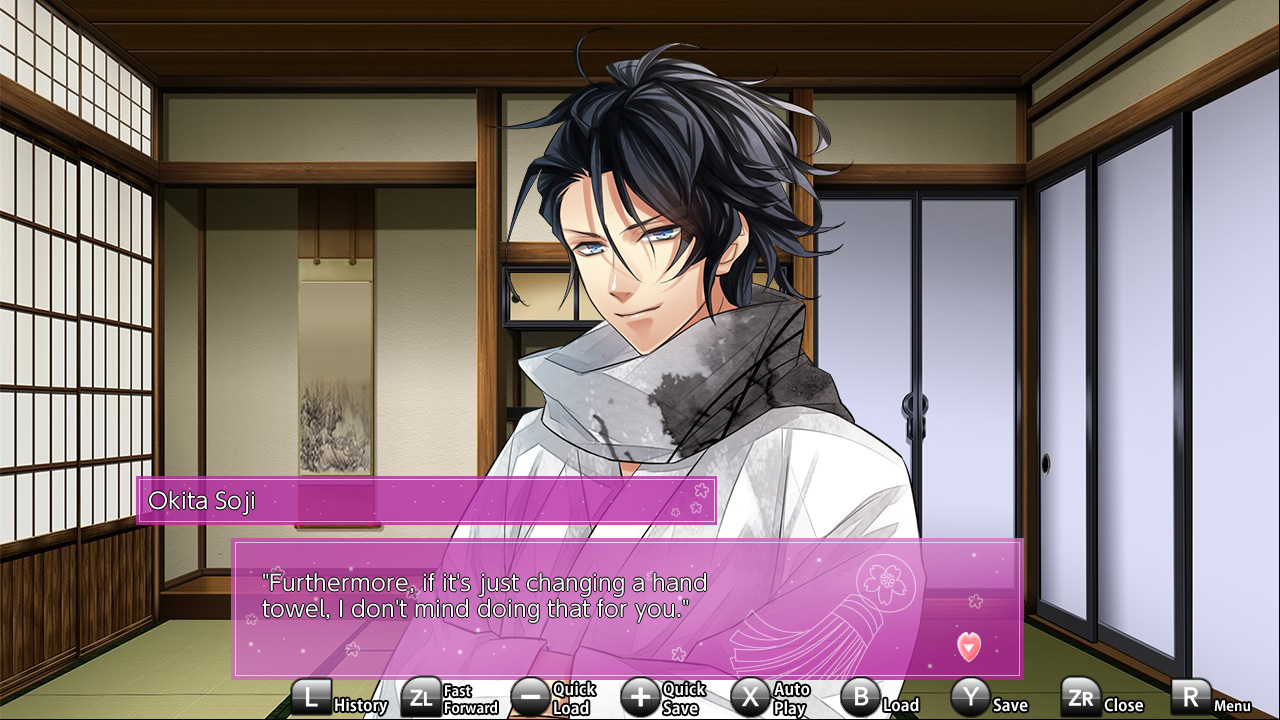 Okita Soji
"Furthermore, if it's just changing a hand
towel, I don't mind doing that for you."
L History
ZL Fast Forward
− Quick Load
+ Quick Save
X Auto Play
B Load
Y Save
ZR Close
R Menu